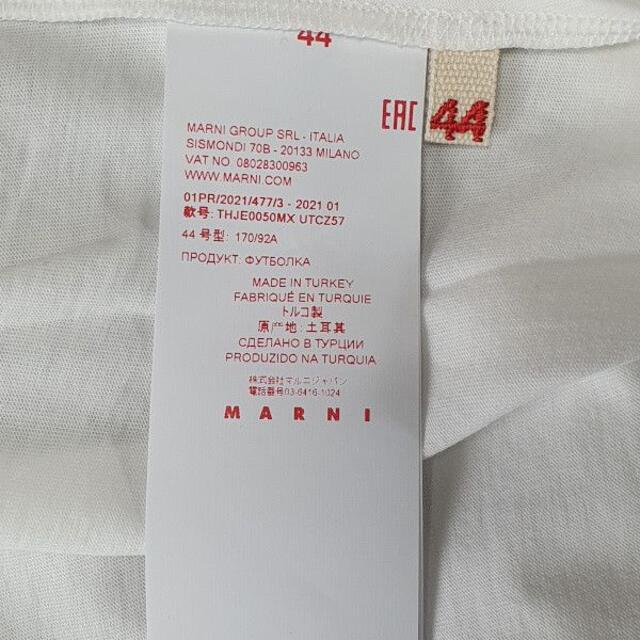 44
EAC
44
MARNI GROUP SRL - ITALIA
SISMONDI 70B - 20133 MILANO
VAT NO 08028300963
WWW.MARNI.COM
01PR/2021/477/3 - 2021 01
款号: THJE0050MX UTCZ57
44 号型: 170/92A
ПРОДУКТ: ФУТБОЛКА
MADE IN TURKEY
FABRIQUÉ EN TURQUIE
トルコ製
原产地: 土耳其
СДЕЛАНО В ТУРЦИИ
PRODUZIDO NA TURQUIA
株式会社マルニジャパン
電話番号03-6416-1024
MARNI